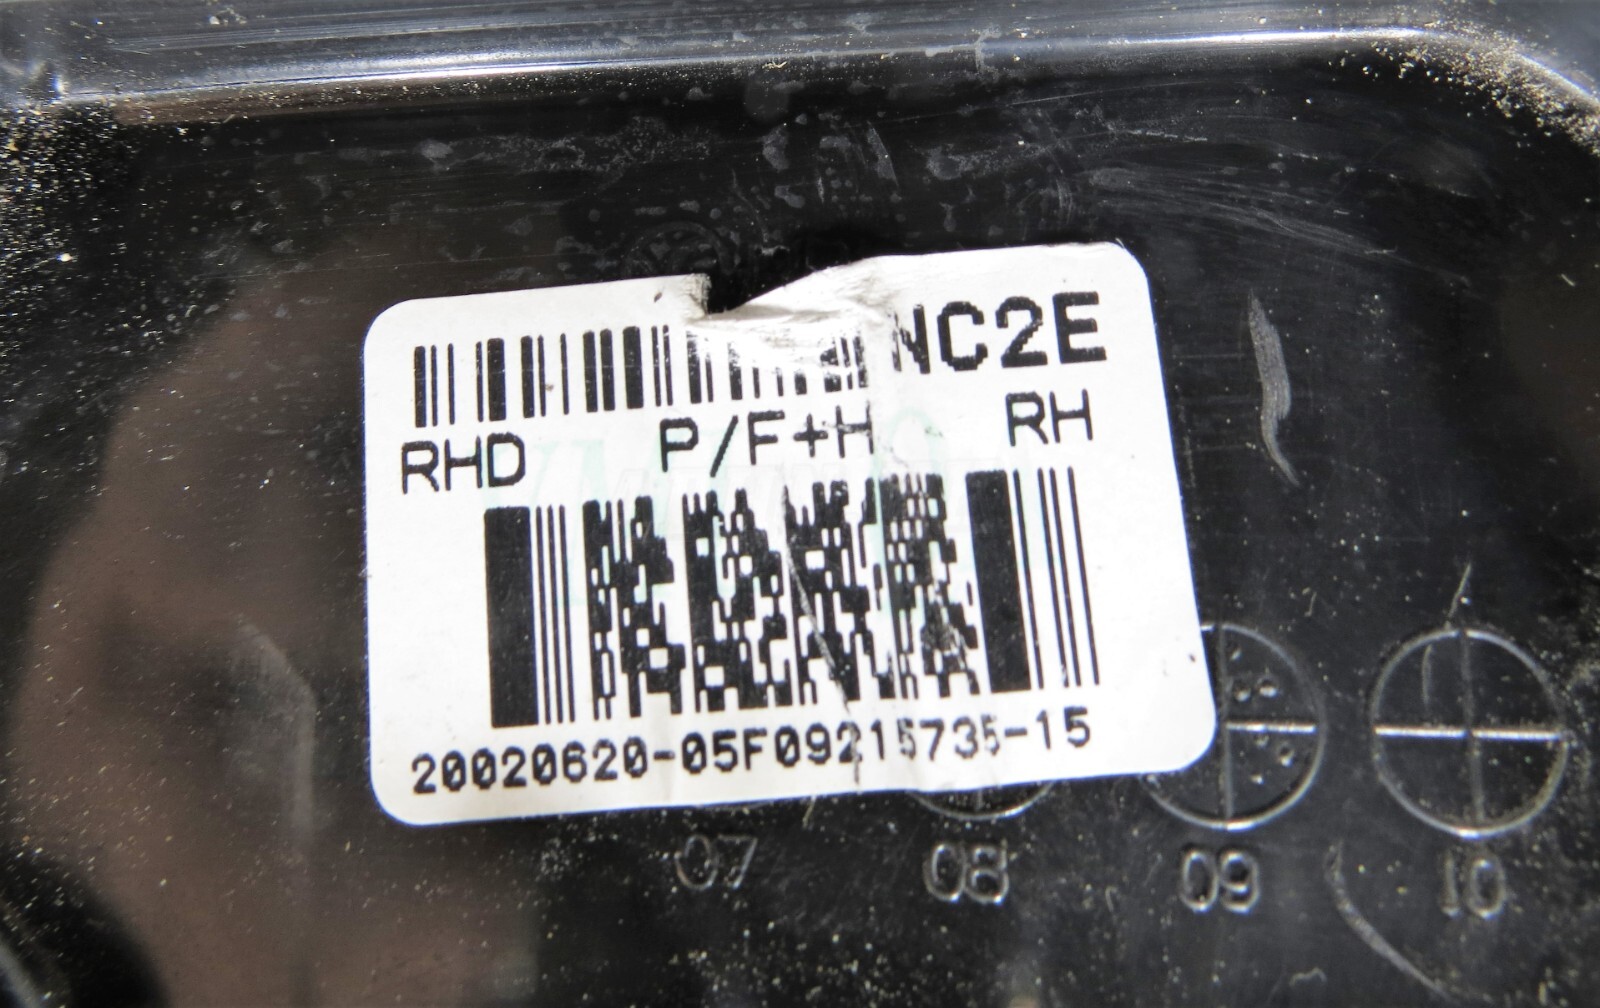 NC2E
RHD P/F+H RH
20020620-05F09215735-15
07 08 09 10